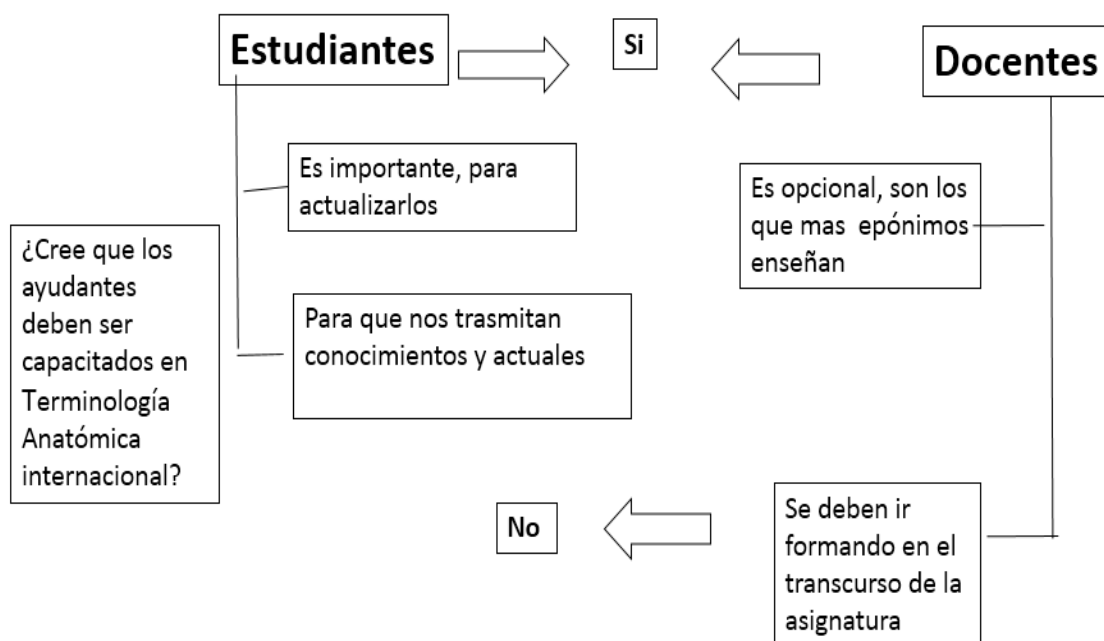 Estudiantes
Si
Docentes
Es importante, para
actualizarlos
Es opcional, son los
que mas epónimos
enseñan
¿Cree que los
ayudantes
deben ser
capacitados en
Terminología
Anatómica
internacional?
Para que nos trasmitan
conocimientos y actuales
No
Se deben ir
formando en el
transcurso de la
asignatura